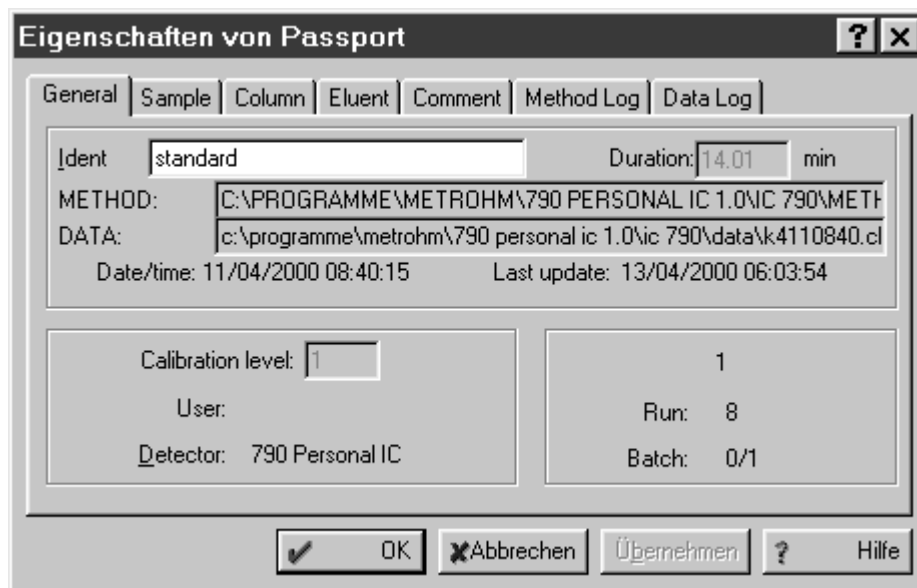 Eigenschaften von Passport ? ×
General Sample Column Eluent Comment Method Log Data Log
Ident standard Duration: 14.01 min
METHOD: C:\PROGRAMME\METROHM\790 PERSONAL IC 1.0\IC 790\METH
DATA: c:\programme\metrohm\790 personal ic 1.0\ic 790\data\k4110840.cl
Date/time: 11/04/2000 08:40:15 Last update: 13/04/2000 06:03:54
Calibration level: 1 1
User: Run: 8
Detector: 790 Personal IC Batch: 0/1
OK Abbrechen Übernehmen ? Hilfe